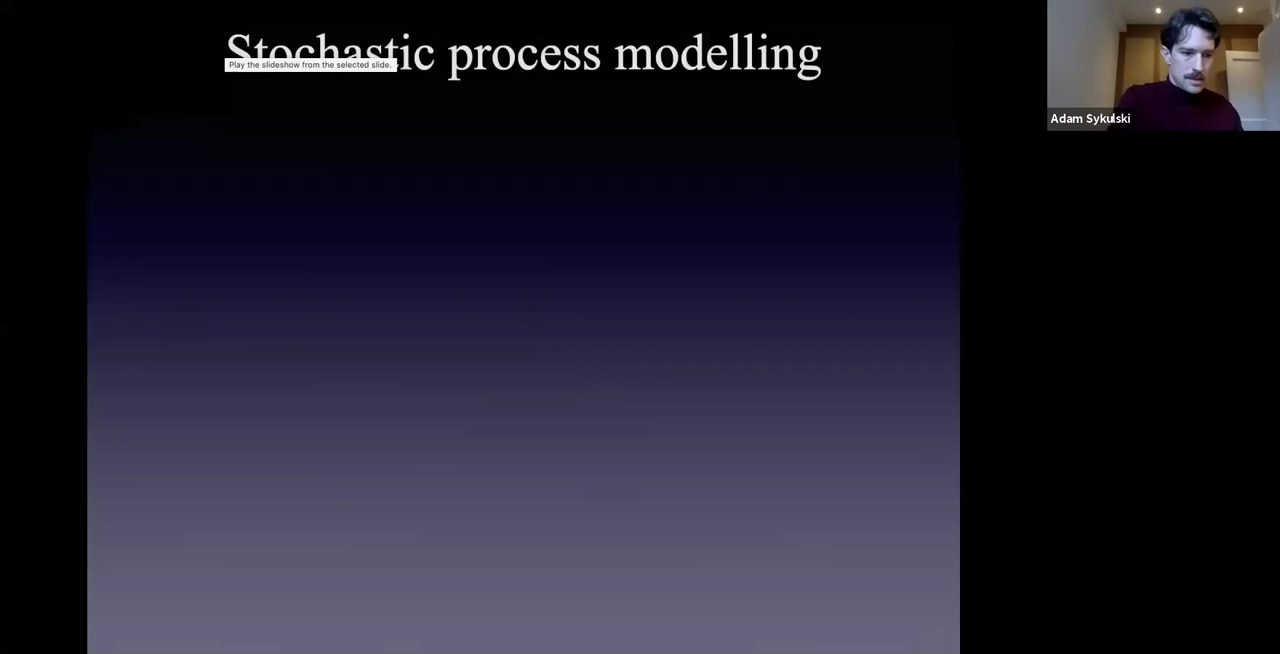 Stochastic process modelling
Play the slideshow from the selected slide.
Adam Sykulski